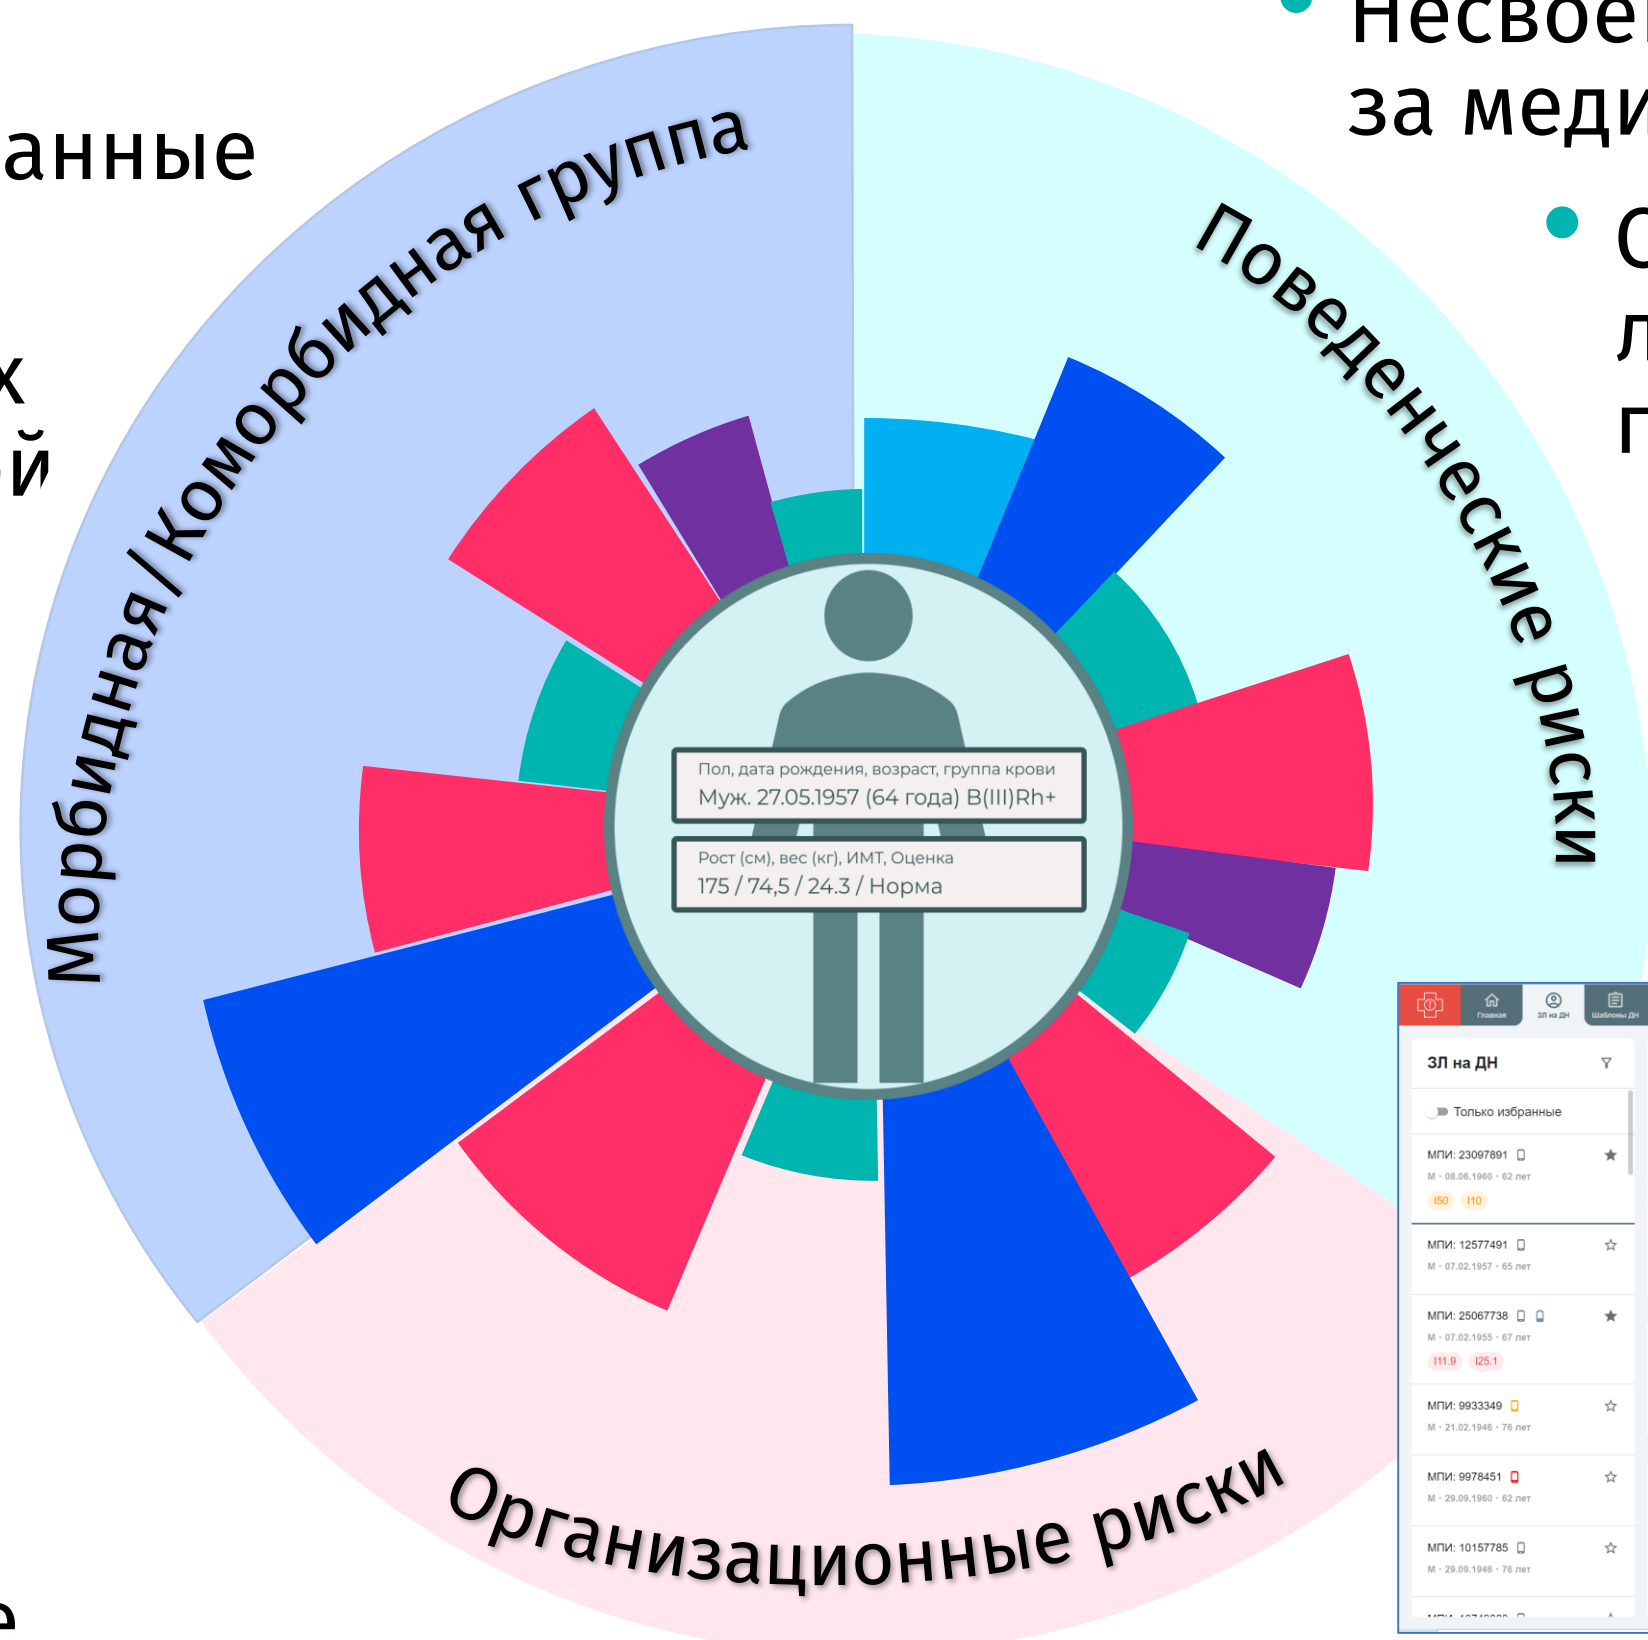 за
Морбидная/Коморбидная группа
Поведенческие риски
Организационные риски
Пол, дата рождения, возраст, группа крови
Муж. 27.05.1957 (64 года) B(III)Rh+
Рост (см), вес (кг), ИМТ, Оценка
175 / 74,5 / 24.3 / Норма
Главная
ЗЛ на ДН
Шаблоны ДН
ЗЛ на ДН
Только избранные
МПИ: 23097891
М - 08.06.1960 - 62 лет
I50 I10
МПИ: 12577491
М - 07.02.1957 - 65 лет
МПИ: 25067738
М - 07.02.1955 - 67 лет
I11.9 I25.1
МПИ: 9933349
М - 21.02.1946 - 76 лет
МПИ: 9978451
М - 29.09.1960 - 62 лет
МПИ: 10157785
М - 29.09.1946 - 76 лет